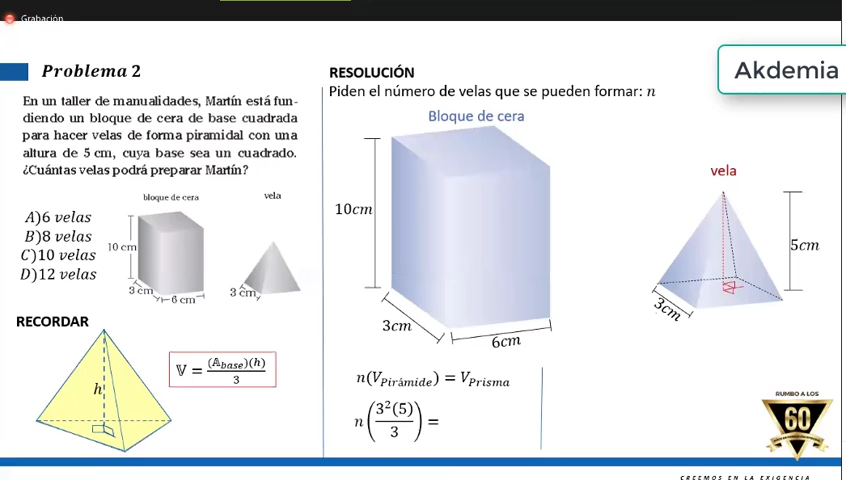 Grabación
Akdemia
Problema 2
En un taller de manualidades, Martín está fun-
diendo un bloque de cera de base cuadrada
para hacer velas de forma piramidal con una
altura de 5 cm, cuya base sea un cuadrado.
¿Cuántas velas podrá preparar Martín?
A)6 velas
B)8 velas
C)10 velas
D)12 velas
bloque de cera
vela
10 cm
3 cm
6 cm
3 cm
RECORDAR
h
𝕍 = (𝔸base)(h)/3
RESOLUCIÓN
Piden el número de velas que se pueden formar: n
Bloque de cera
10cm
3cm
6cm
vela
5cm
3cm
n(VPirámide) = VPrisma
n(3²(5)/3) =
RUMBO A LOS
60
CREEMOS EN LA EXIGENCIA